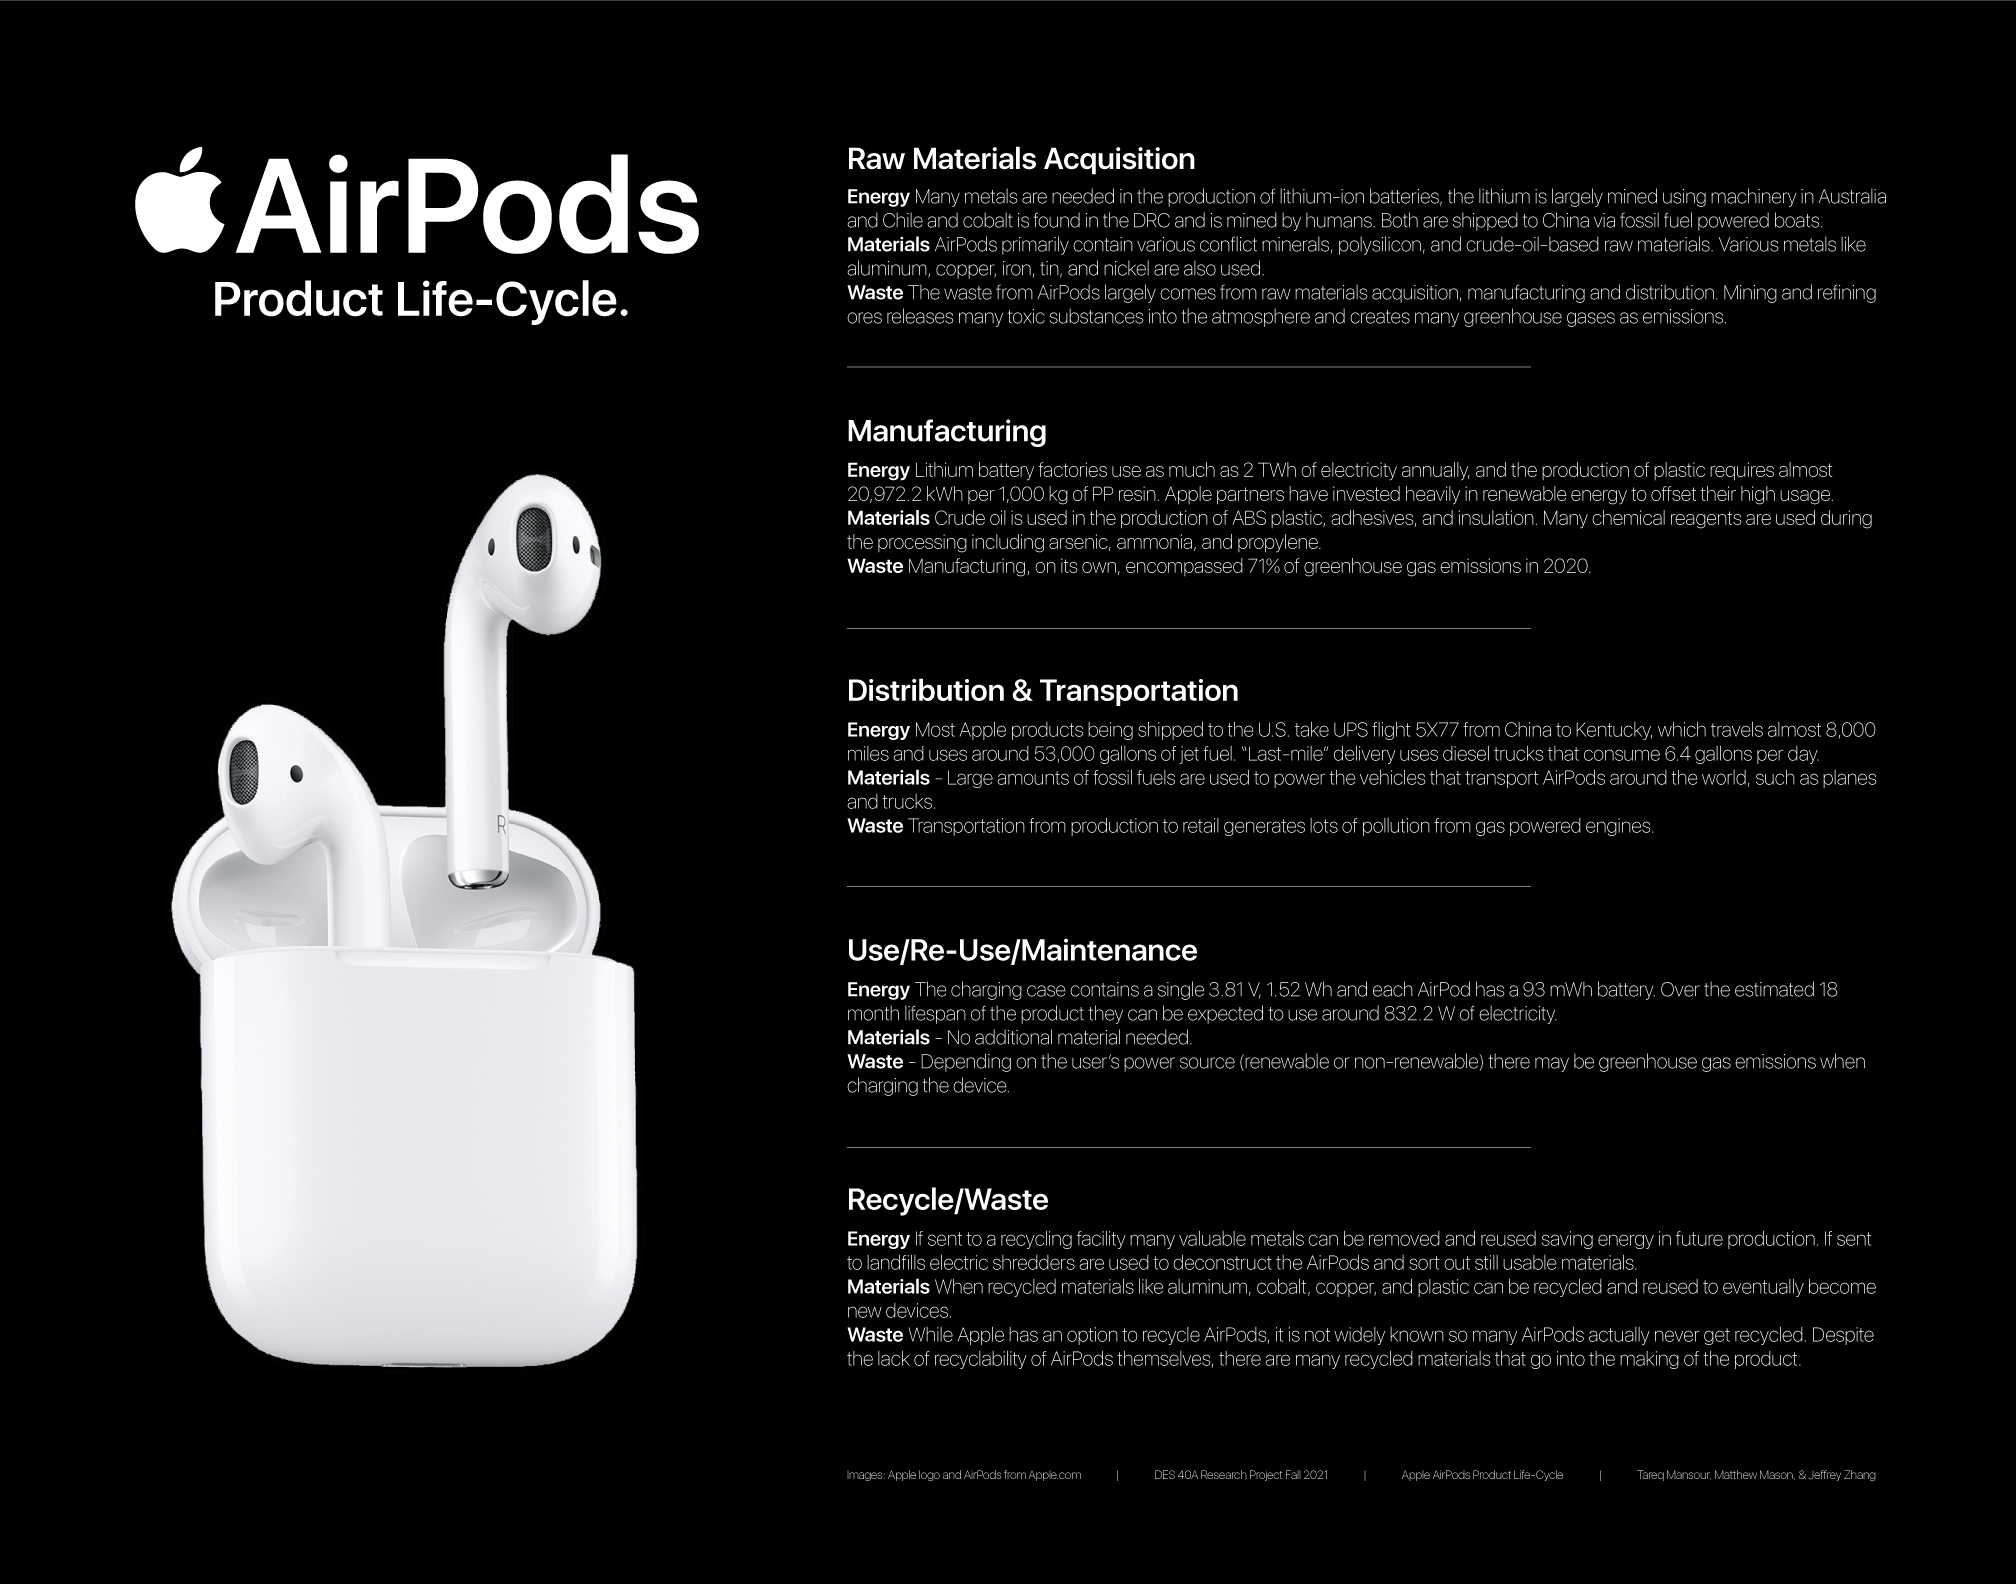 AirPods
Product Life-Cycle.
R
Raw Materials Acquisition
Energy Many metals are needed in the production of lithium-ion batteries, the lithium is largely mined using machinery in Australia
and Chile and cobalt is found in the DRC and is mined by humans. Both are shipped to China via fossil fuel powered boats.
Materials AirPods primarily contain various conflict minerals, polysilicon, and crude-oil-based raw materials. Various metals like
aluminum, copper, iron, tin, and nickel are also used.
Waste The waste from AirPods largely comes from raw materials acquisition, manufacturing and distribution. Mining and refining
ores releases many toxic substances into the atmosphere and creates many greenhouse gases as emissions.
Manufacturing
Energy Lithium battery factories use as much as 2 TWh of electricity annually, and the production of plastic requires almost
20,972.2 kWh per 1,000 kg of PP resin. Apple partners have invested heavily in renewable energy to offset their high usage.
Materials Crude oil is used in the production of ABS plastic, adhesives, and insulation. Many chemical reagents are used during
the processing including arsenic, ammonia, and propylene.
Waste Manufacturing, on its own, encompassed 71% of greenhouse gas emissions in 2020.
Distribution & Transportation
Energy Most Apple products being shipped to the U.S. take UPS flight 5X77 from China to Kentucky, which travels almost 8,000
miles and uses around 53,000 gallons of jet fuel. “Last-mile” delivery uses diesel trucks that consume 6.4 gallons per day.
Materials - Large amounts of fossil fuels are used to power the vehicles that transport AirPods around the world, such as planes
and trucks.
Waste Transportation from production to retail generates lots of pollution from gas powered engines.
Use/Re-Use/Maintenance
Energy The charging case contains a single 3.81 V, 1.52 Wh and each AirPod has a 93 mWh battery. Over the estimated 18
month lifespan of the product they can be expected to use around 832.2 W of electricity.
Materials - No additional material needed.
Waste - Depending on the user’s power source (renewable or non-renewable) there may be greenhouse gas emissions when
charging the device.
Recycle/Waste
Energy If sent to a recycling facility many valuable metals can be removed and reused saving energy in future production. If sent
to landfills electric shredders are used to deconstruct the AirPods and sort out still usable materials.
Materials When recycled materials like aluminum, cobalt, copper, and plastic can be recycled and reused to eventually become
new devices.
Waste While Apple has an option to recycle AirPods, it is not widely known so many AirPods actually never get recycled. Despite
the lack of recyclability of AirPods themselves, there are many recycled materials that go into the making of the product.
Images: Apple logo and AirPods from Apple.com | DES 40A Research Project Fall 2021 | Apple AirPods Product Life-Cycle | Tareq Mansour, Matthew Mason, & Jeffrey Zhang